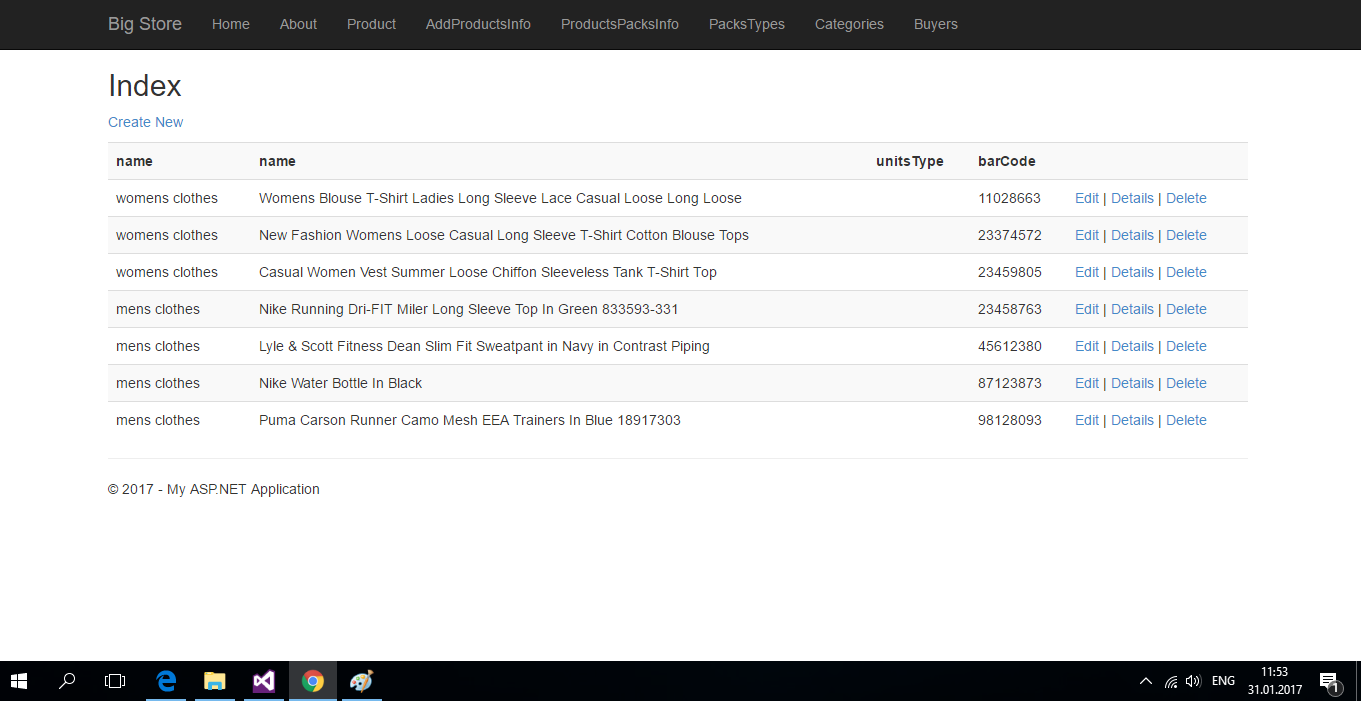 Big Store Home About Product AddProductsInfo ProductsPacksInfo PacksTypes Categories Buyers
Index
Create New
name name unitsType barCode
womens clothes Womens Blouse T-Shirt Ladies Long Sleeve Lace Casual Loose Long Loose 11028663 Edit | Details | Delete
womens clothes New Fashion Womens Loose Casual Long Sleeve T-Shirt Cotton Blouse Tops 23374572 Edit | Details | Delete
womens clothes Casual Women Vest Summer Loose Chiffon Sleeveless Tank T-Shirt Top 23459805 Edit | Details | Delete
mens clothes Nike Running Dri-FIT Miler Long Sleeve Top In Green 833593-331 23458763 Edit | Details | Delete
mens clothes Lyle & Scott Fitness Dean Slim Fit Sweatpant in Navy in Contrast Piping 45612380 Edit | Details | Delete
mens clothes Nike Water Bottle In Black 87123873 Edit | Details | Delete
mens clothes Puma Carson Runner Camo Mesh EEA Trainers In Blue 18917303 98128093 Edit | Details | Delete
© 2017 - My ASP.NET Application
ENG
11:53
31.01.2017
1